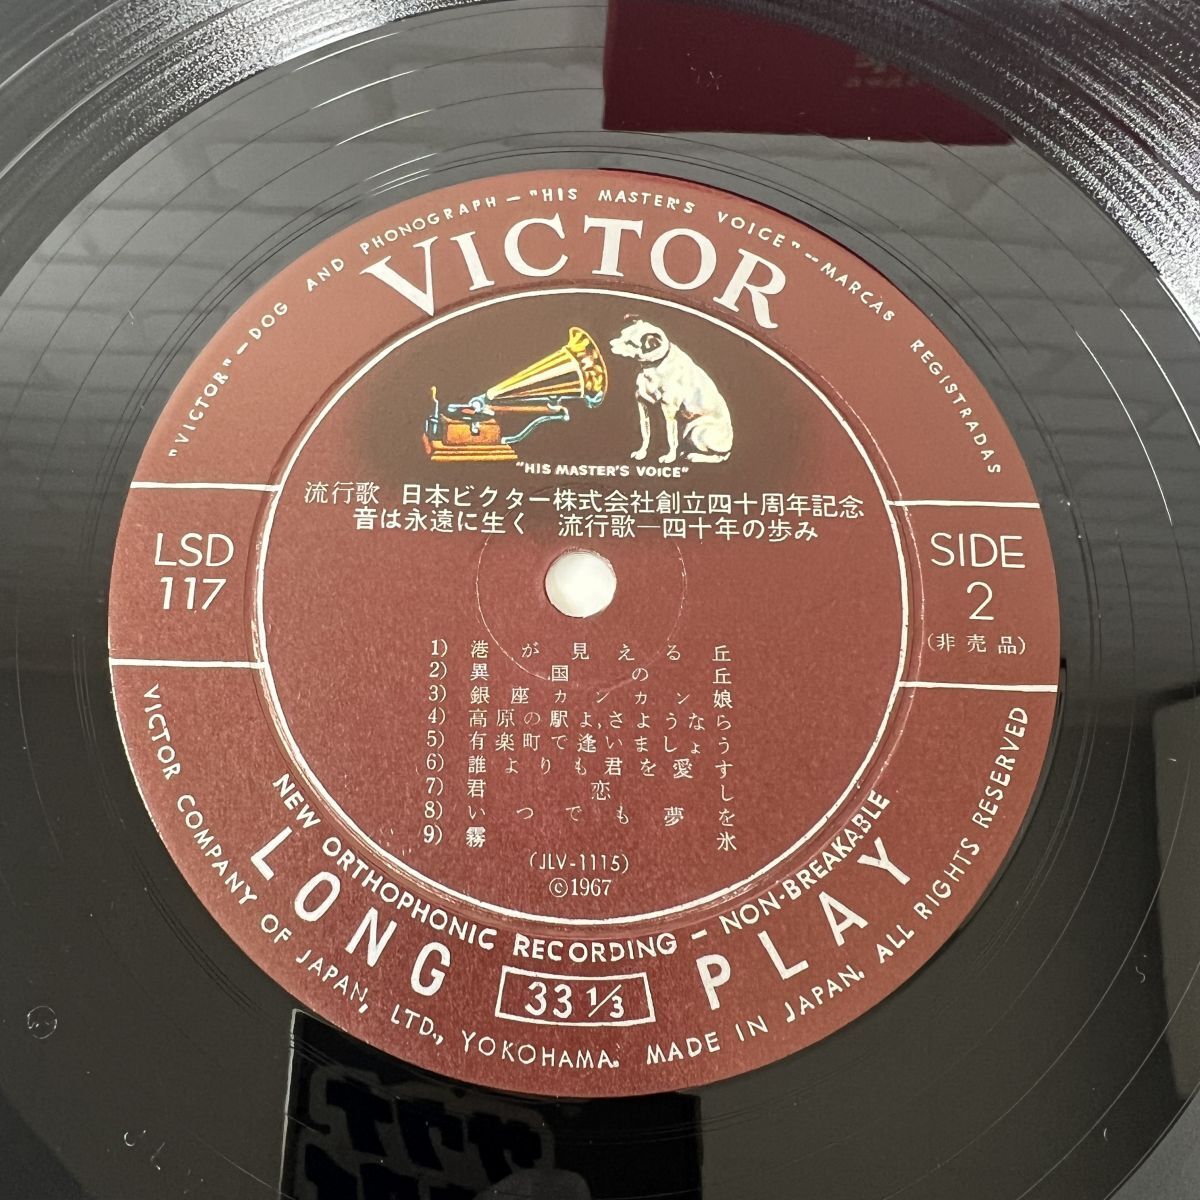 "VICTOR"—DOG AND PHONOGRAPH—"HIS MASTER'S VOICE"—MARCAS REGISTRADAS
VICTOR
"HIS MASTER'S VOICE"
流行歌 日本ビクター株式会社創立四十周年記念
音は永遠に生く 流行歌—四十年の歩み
LSD
117
SIDE
2
(非売品)
1) 港が見える丘
2) 異国の丘
3) 銀座カンカン娘
4) 高原の駅よ,さようなら
5) 有楽町で逢いましょう
6) 誰よりも君を愛す
7) 君恋し
8) いつでも夢を
9) 霧氷
(JLV-1115)
©1967
NEW ORTHOPHONIC RECORDING — NON-BREAKABLE
LONG PLAY
33 1/3
VICTOR COMPANY OF JAPAN, LTD., YOKOHAMA. MADE IN JAPAN. ALL RIGHTS RESERVED